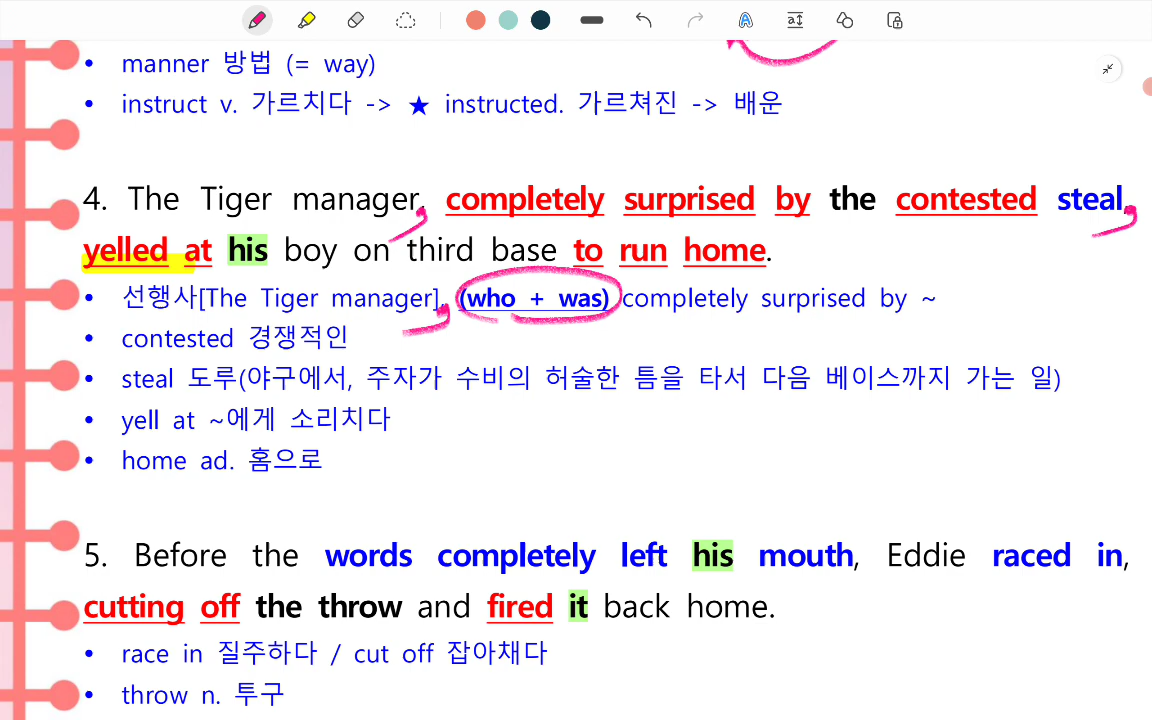 • manner 방법 (= way)
• instruct v. 가르치다 -> ★ instructed. 가르쳐진 -> 배운
4. The Tiger manager, completely surprised by the contested steal,
yelled at his boy on third base to run home.
• 선행사[The Tiger manager], (who + was) completely surprised by ~
• contested 경쟁적인
• steal 도루(야구에서, 주자가 수비의 허술한 틈을 타서 다음 베이스까지 가는 일)
• yell at ~에게 소리치다
• home ad. 홈으로
5. Before the words completely left his mouth, Eddie raced in,
cutting off the throw and fired it back home.
• race in 질주하다 / cut off 잡아채다
• throw n. 투구